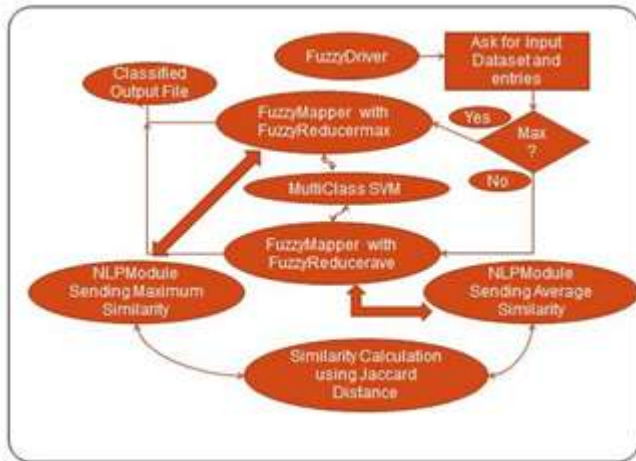 FuzzyDriver
Ask for Input
Dataset and
entries
Classified
Output File
FuzzyMapper with
FuzzyReducermax
Yes
Max
?
No
MultiClass SVM
FuzzyMapper with
FuzzyReducerave
NLPModule
Sending Maximum
Similarity
NLPModule
Sending Average
Similarity
Similarity Calculation
using Jaccard
Distance